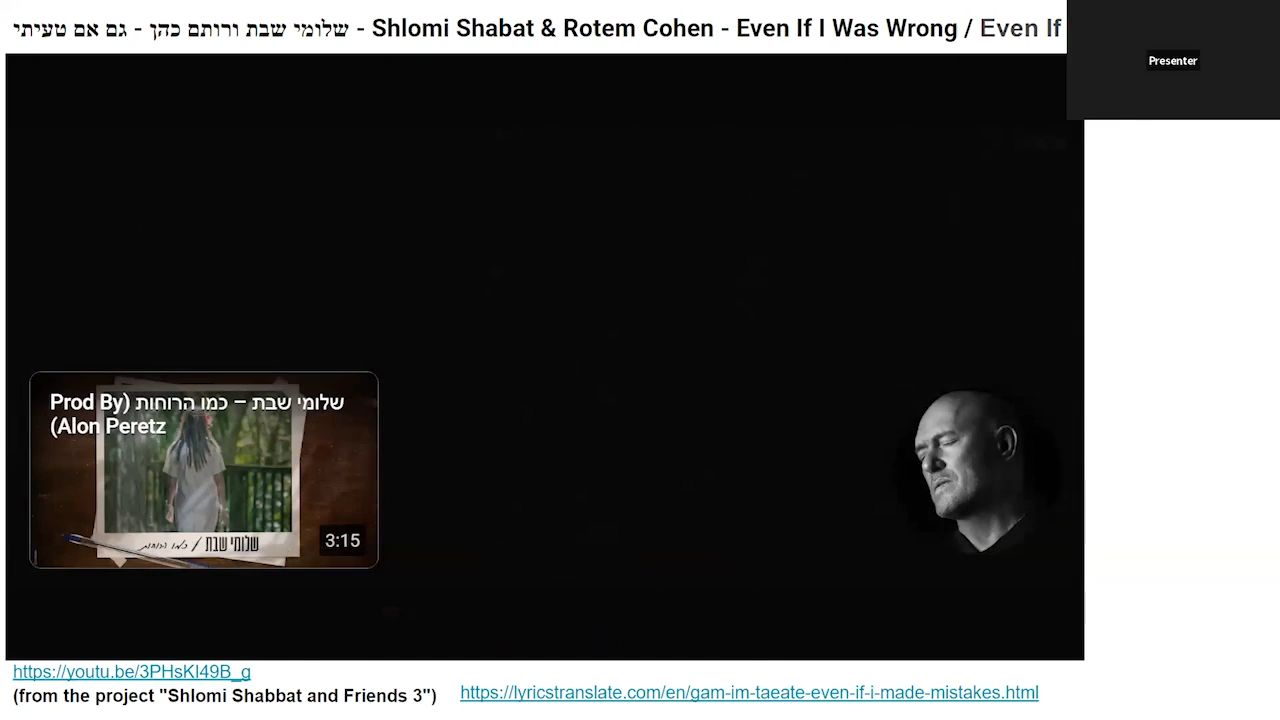 שלומי שבת ורותם כהן - גם אם טעיתי - Shlomi Shabat & Rotem Cohen - Even If I Was Wrong / Even If
Presenter
שלומי שבת – כמו הרוחות (Prod By
Alon Peretz)
שלומי שבת / כמו הרוחות
3:15
https://youtu.be/3PHsKI49B_g
(from the project "Shlomi Shabbat and Friends 3")
https://lyricstranslate.com/en/gam-im-taeate-even-if-i-made-mistakes.html